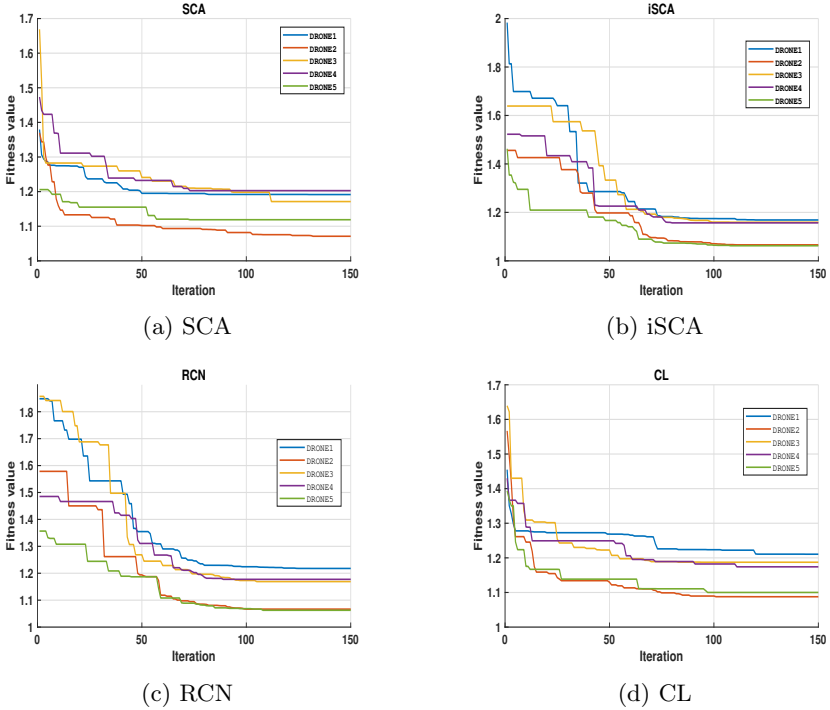 SCA
Fitness value
1.7
1.6
1.5
1.4
1.3
1.2
1.1
1
0
50
100
150
Iteration
DRONE1
DRONE2
DRONE3
DRONE4
DRONE5
(a) SCA
iSCA
Fitness value
2
1.8
1.6
1.4
1.2
1
0
50
100
150
Iteration
DRONE1
DRONE2
DRONE3
DRONE4
DRONE5
(b) iSCA
RCN
Fitness value
1.8
1.7
1.6
1.5
1.4
1.3
1.2
1.1
1
0
50
100
150
Iteration
DRONE1
DRONE2
DRONE3
DRONE4
DRONE5
(c) RCN
CL
Fitness value
1.7
1.6
1.5
1.4
1.3
1.2
1.1
1
0
50
100
150
Iteration
DRONE1
DRONE2
DRONE3
DRONE4
DRONE5
(d) CL